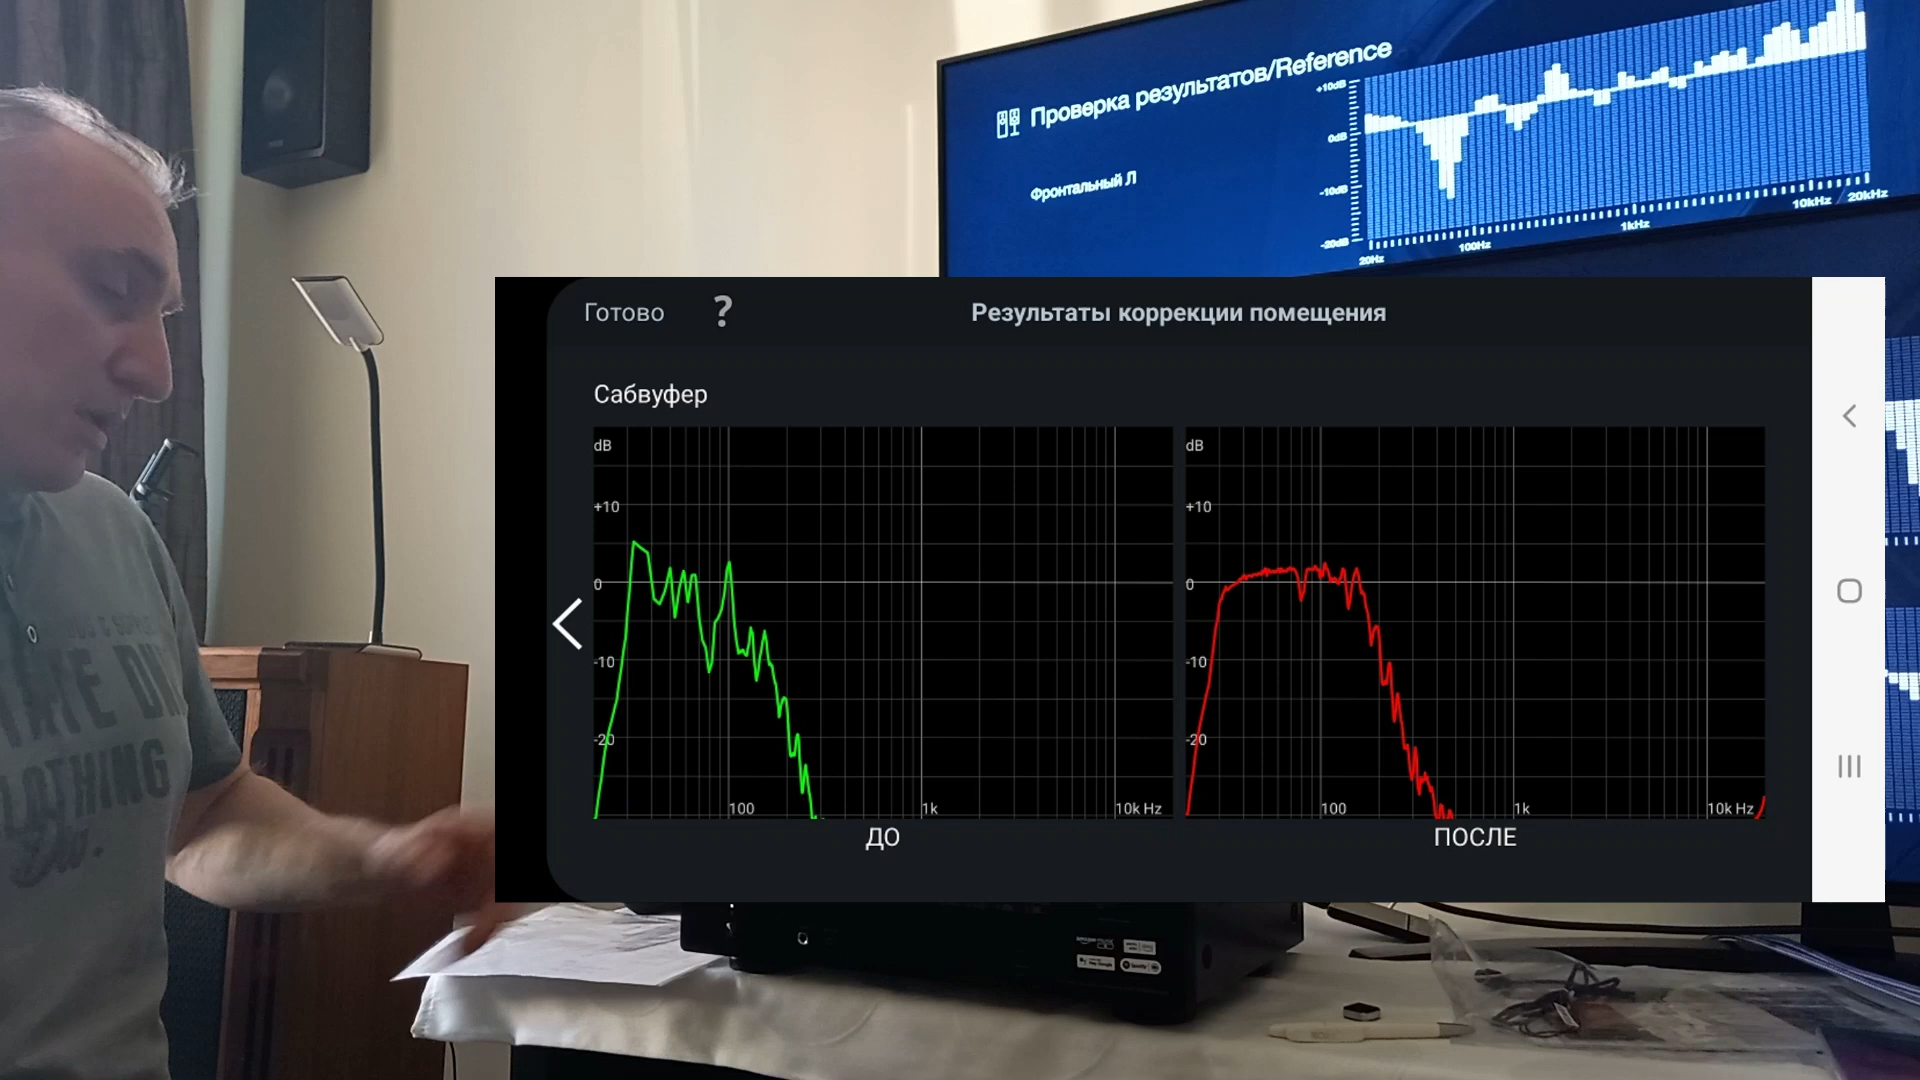 Проверка результатов/Reference
Фронтальный Л
+10dB
0dB
-10dB
-20dB
20Hz
100Hz
1kHz
10kHz
20kHz
Готово
?
Результаты коррекции помещения
Сабвуфер
dB
+10
0
-10
-20
100
1k
10k Hz
ДО
dB
+10
0
-10
-20
100
1k
10k Hz
ПОСЛЕ